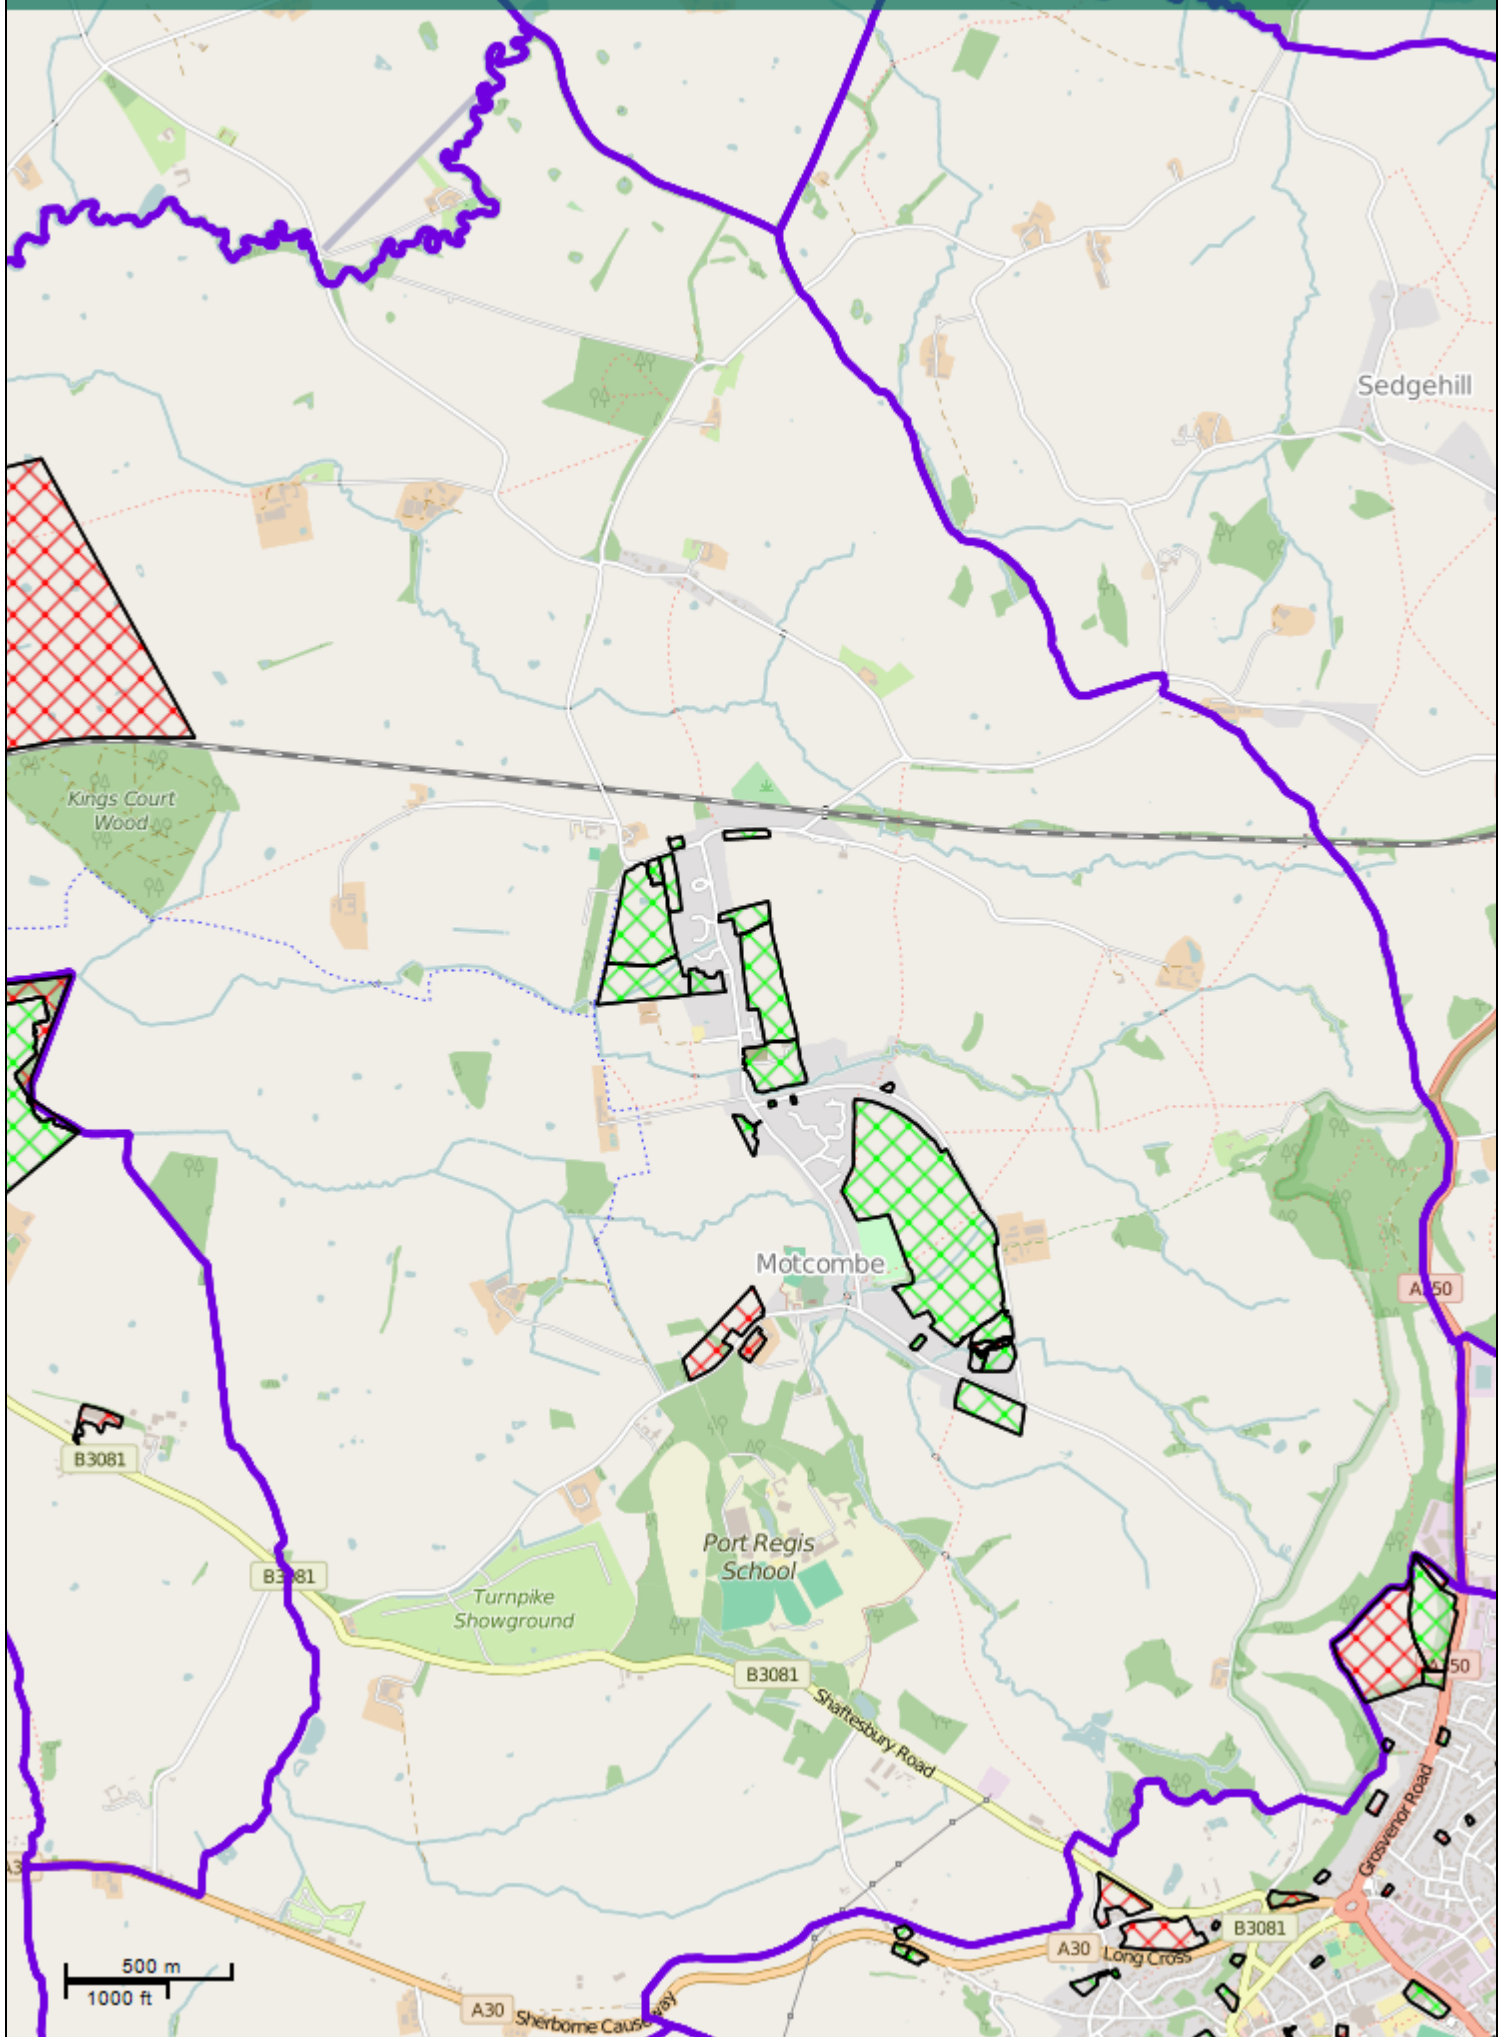 Sedgehill
Kings Court
Wood
Motcombe
A350
B3081
Port Regis
School
B3081
Turnpike
Showground
B3081
A350
Shaftesbury Road
Grosvenor Road
A3
B3081
A30
Long Cross
500 m
1000 ft
A30
Sherborne Causeway